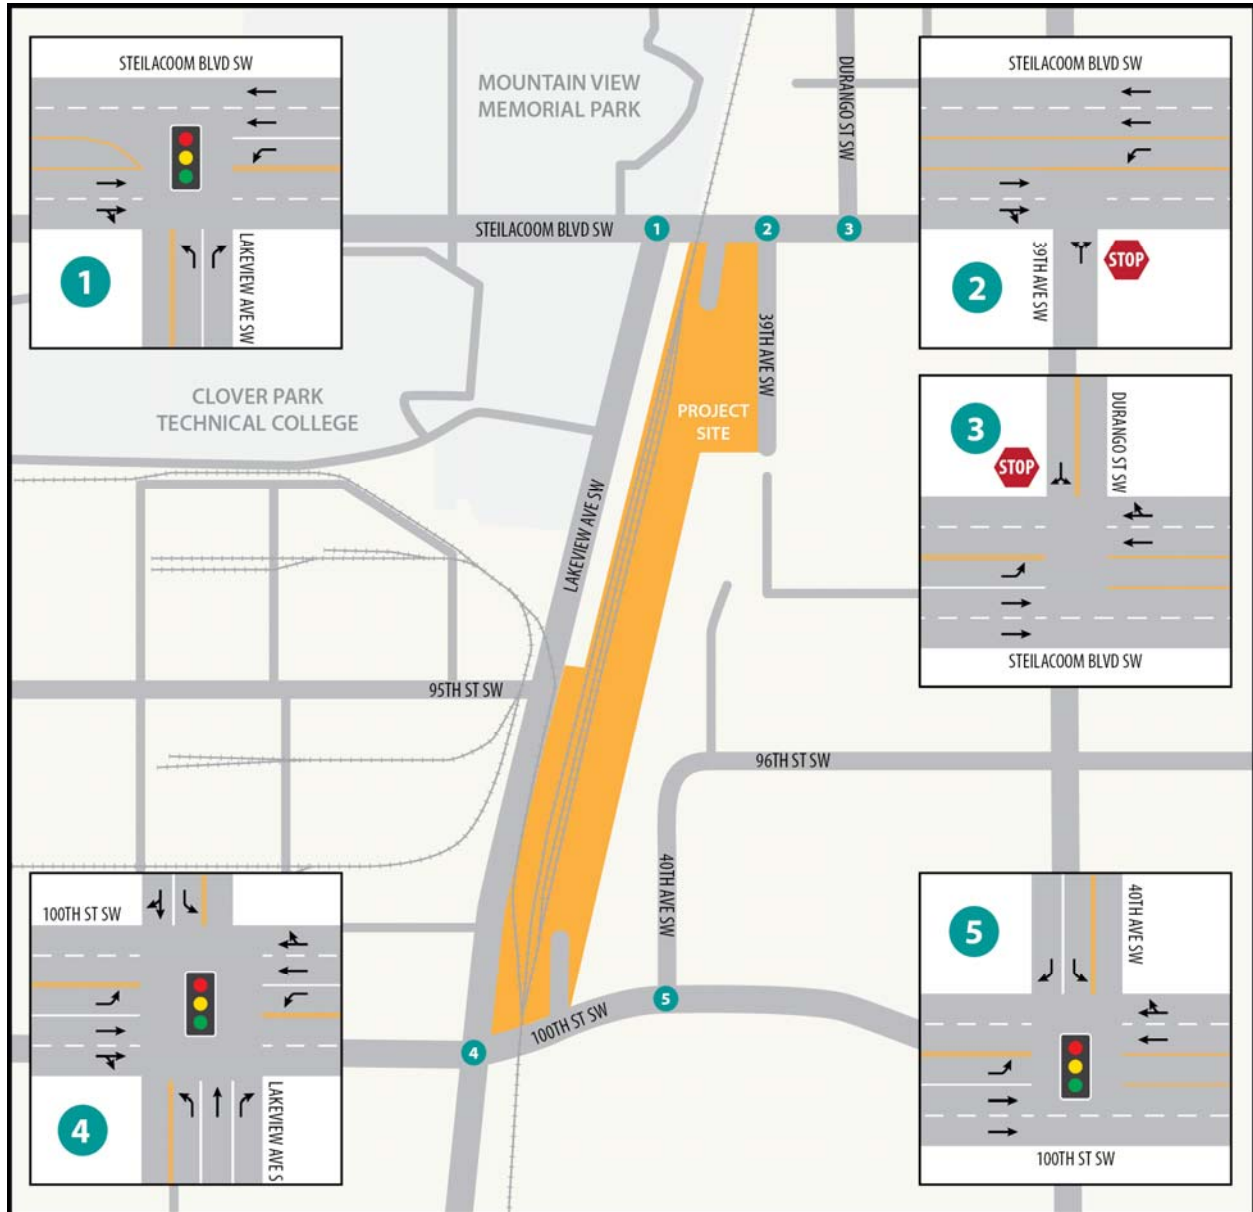 STEILACOOM BLVD SW
LAKEVIEW AVE SW
1
MOUNTAIN VIEW
MEMORIAL PARK
DURANGO ST SW
STEILACOOM BLVD SW
39TH AVE SW
STOP
2
STEILACOOM BLVD SW
1
2
3
39TH AVE SW
CLOVER PARK
TECHNICAL COLLEGE
PROJECT
SITE
LAKEVIEW AVE SW
3
STOP
DURANGO ST SW
STEILACOOM BLVD SW
95TH ST SW
96TH ST SW
40TH AVE SW
100TH ST SW
4
5
100TH ST SW
LAKEVIEW AVE S
4
40TH AVE SW
5
100TH ST SW